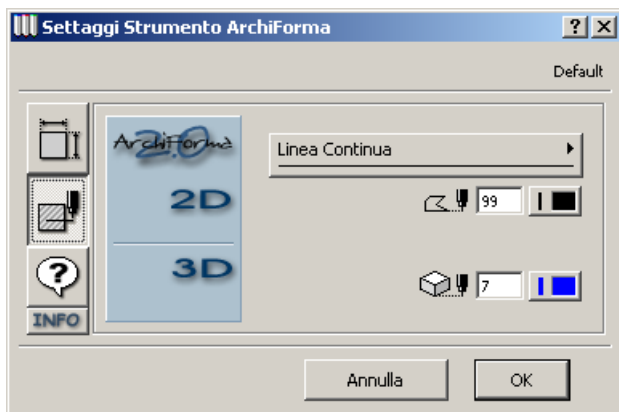 Settaggi Strumento ArchiForma
Default
ArchiForma 2.0
Linea Continua
2D
99
3D
7
INFO
Annulla
OK